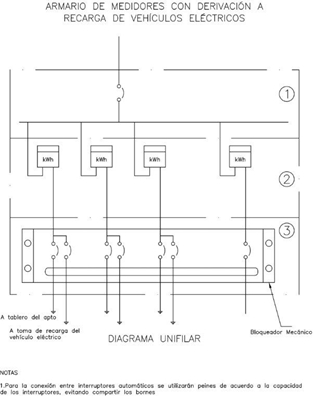 ARMARIO DE MEDIDORES CON DERIVACIÓN A
RECARGA DE VEHÍCULOS ELÉCTRICOS
1
kWh
kWh
kWh
kWh
2
3
A tablero del apto
A toma de recarga del
vehículo eléctrico
DIAGRAMA UNIFILAR
Bloqueador Mecánico
NOTAS
1.Para la conexión entre interruptores automáticos se utilizarán peines de acuerdo a la capacidad
de los interruptores, evitando compartir los bornes